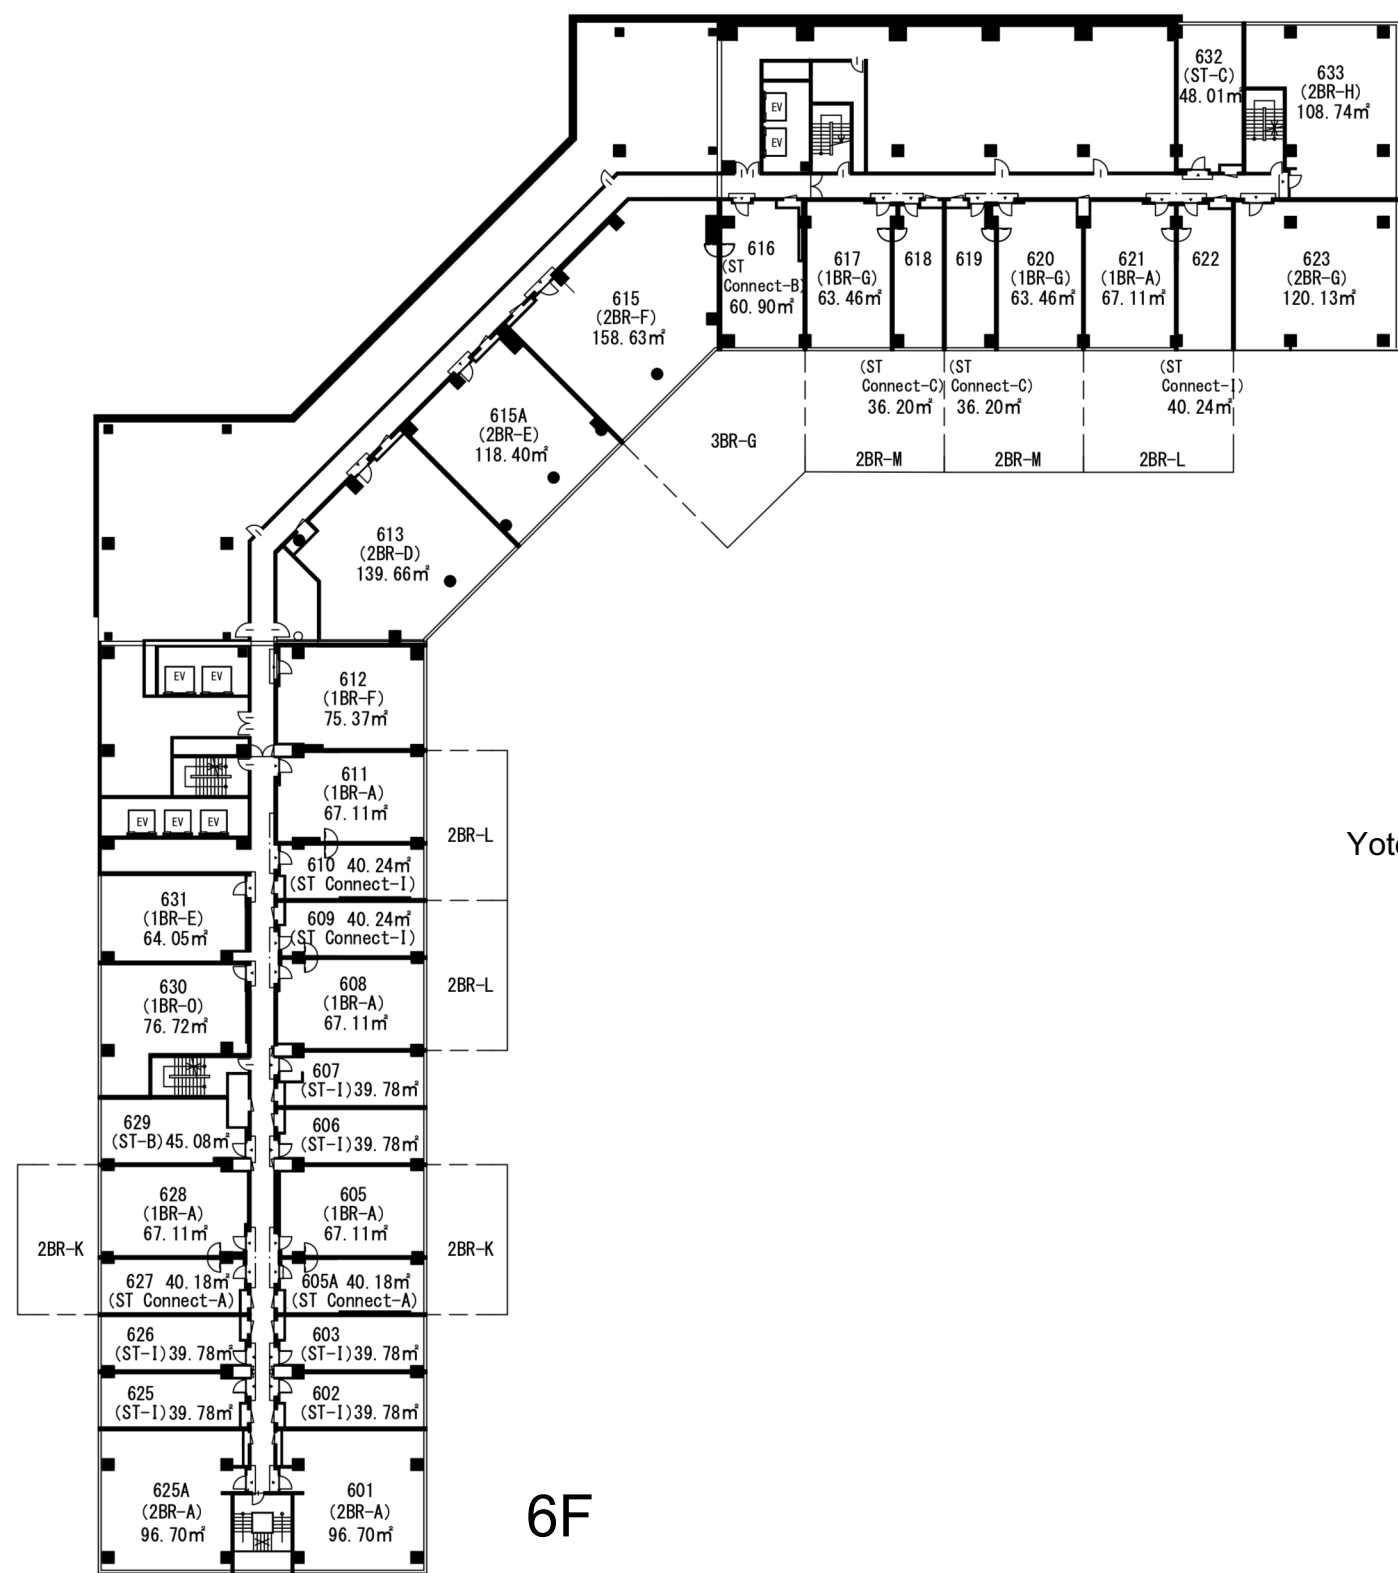 632
(ST-C)
48.01㎡
633
(2BR-H)
108.74㎡
EV
EV
616
(ST
Connect-B)
60.90㎡
617
(1BR-G)
63.46㎡
618
619
620
(1BR-G)
63.46㎡
621
(1BR-A)
67.11㎡
622
623
(2BR-G)
120.13㎡
615
(2BR-F)
158.63㎡
(ST
Connect-C)
36.20㎡
(ST
Connect-C)
36.20㎡
(ST
Connect-I)
40.24㎡
615A
(2BR-E)
118.40㎡
3BR-G
2BR-M
2BR-M
2BR-L
613
(2BR-D)
139.66㎡
EV
EV
612
(1BR-F)
75.37㎡
611
(1BR-A)
67.11㎡
EV
EV
EV
2BR-L
610 40.24㎡
(ST Connect-I)
631
(1BR-E)
64.05㎡
609 40.24㎡
(ST Connect-I)
630
(1BR-O)
76.72㎡
608
(1BR-A)
67.11㎡
2BR-L
607
(ST-I)39.78㎡
629
(ST-B)45.08㎡
606
(ST-I)39.78㎡
628
(1BR-A)
67.11㎡
605
(1BR-A)
67.11㎡
2BR-K
2BR-K
627 40.18㎡
(ST Connect-A)
605A 40.18㎡
(ST Connect-A)
626
(ST-I)39.78㎡
603
(ST-I)39.78㎡
625
(ST-I)39.78㎡
602
(ST-I)39.78㎡
625A
(2BR-A)
96.70㎡
601
(2BR-A)
96.70㎡
6F